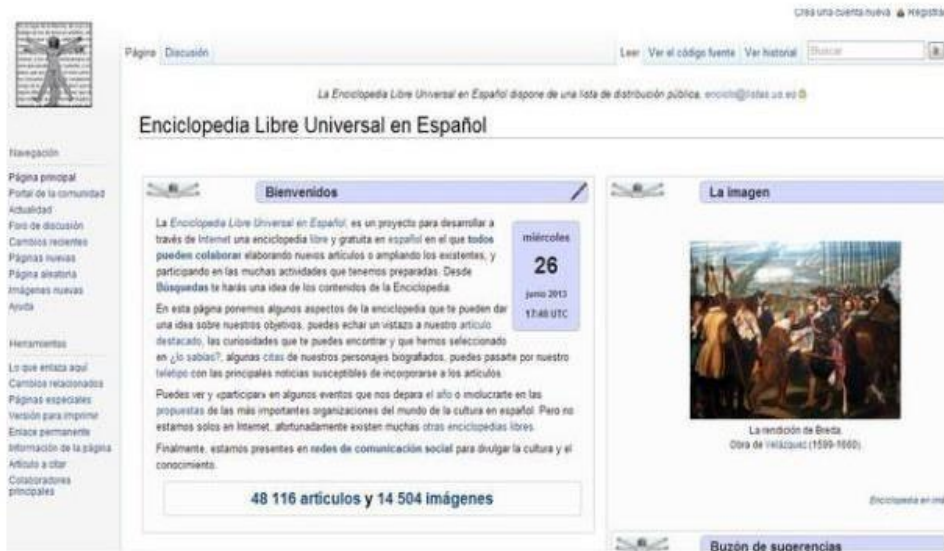 Crea una cuenta nueva
Página Discusión
Leer Ver el código fuente Ver historial Buscar
La Enciclopedia Libre Universal en Español dispone de una lista de distribución pública, enciclo@listas.us.es
Enciclopedia Libre Universal en Español
Navegación
Página principal
Portal de la comunidad
Actualidad
Foro de discusión
Cambios recientes
Páginas nuevas
Página aleatoria
Imágenes nuevas
Ayuda
Herramientas
Lo que enlaza aquí
Cambios relacionados
Páginas especiales
Versión para imprimir
Enlace permanente
Información de la página
Artículo a citar
Colaboradores
principales
Bienvenidos
La Enciclopedia Libre Universal en Español, es un proyecto para desarrollar a
través de Internet una enciclopedia libre y gratuita en español en el que todos
pueden colaborar elaborando nuevos artículos o ampliando los existentes, y
participando en las muchas actividades que tenemos preparadas. Desde
Búsquedas te harás una idea de los contenidos de la Enciclopedia.
miércoles
26
junio 2013
17:48 UTC
En esta página ponemos algunos aspectos de la enciclopedia que te pueden dar
una idea sobre nuestros objetivos, puedes echar un vistazo a nuestro artículo
destacado, las curiosidades que te puedes encontrar y que hemos seleccionado
en ¿lo sabías?, algunas citas de nuestros personajes biografiados, puedes pasarte por nuestro
teletipo con las principales noticias susceptibles de incorporarse a los artículos.
Puedes ver y «participar» en algunos eventos que nos depara el año o involucrarte en las
propuestas de las más importantes organizaciones del mundo de la cultura en español. Pero no
estamos solos en Internet, afortunadamente existen muchas otras enciclopedias libres.
Finalmente, estamos presentes en redes de comunicación social para divulgar la cultura y el
conocimiento.
48 116 artículos y 14 504 imágenes
La imagen
La rendición de Breda.
Obra de Velázquez (1599-1660).
Enciclopedia en
Buzón de sugerencias